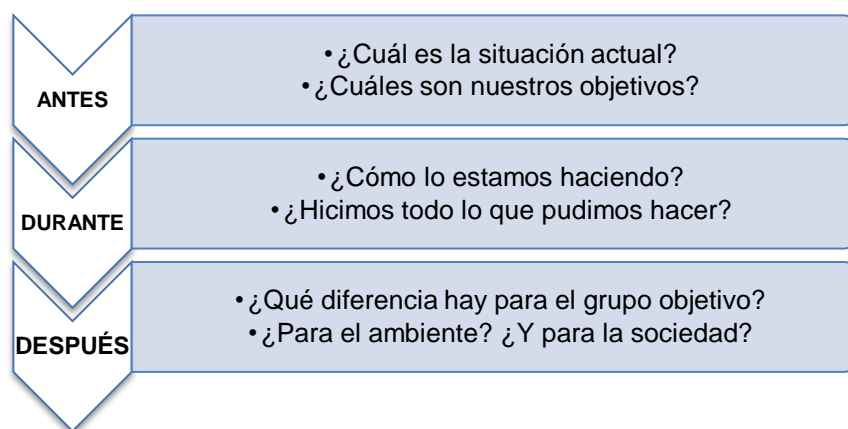 ANTES
• ¿Cuál es la situación actual?
• ¿Cuáles son nuestros objetivos?
DURANTE
• ¿Cómo lo estamos haciendo?
• ¿Hicimos todo lo que pudimos hacer?
DESPUÉS
• ¿Qué diferencia hay para el grupo objetivo?
• ¿Para el ambiente? ¿Y para la sociedad?